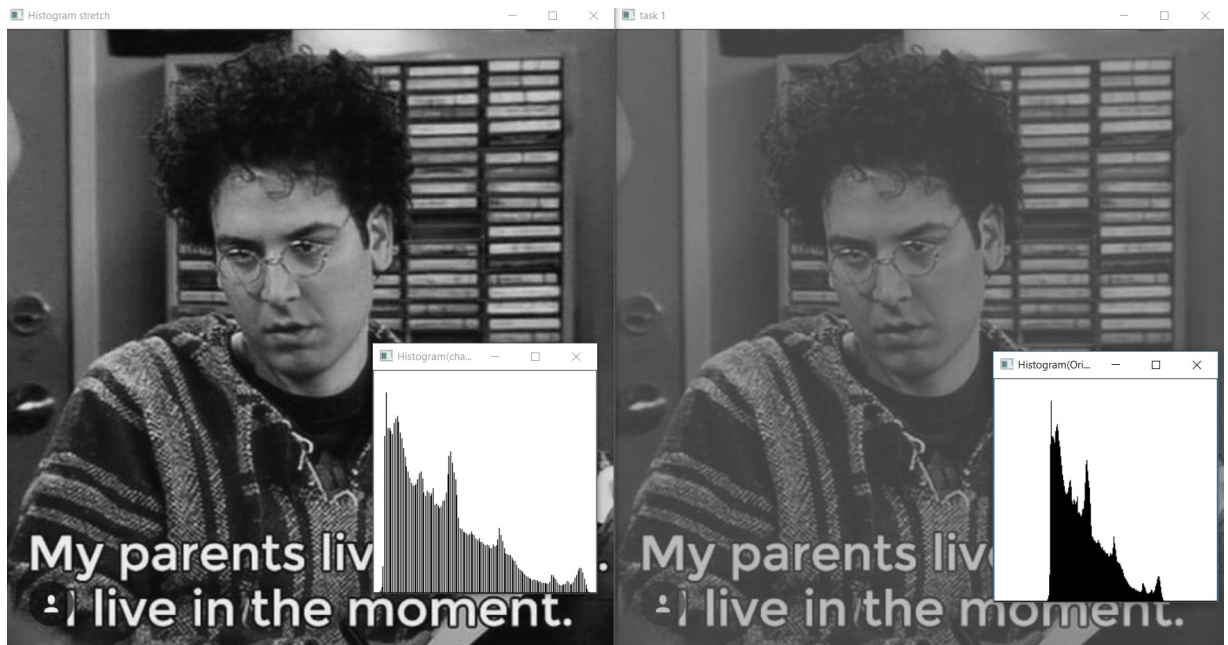 Histogram stretch
task 1
Histogram(cha...
Histogram(Ori...
My parents liv
.
I live in the moment.
My parents live
I live in the moment.